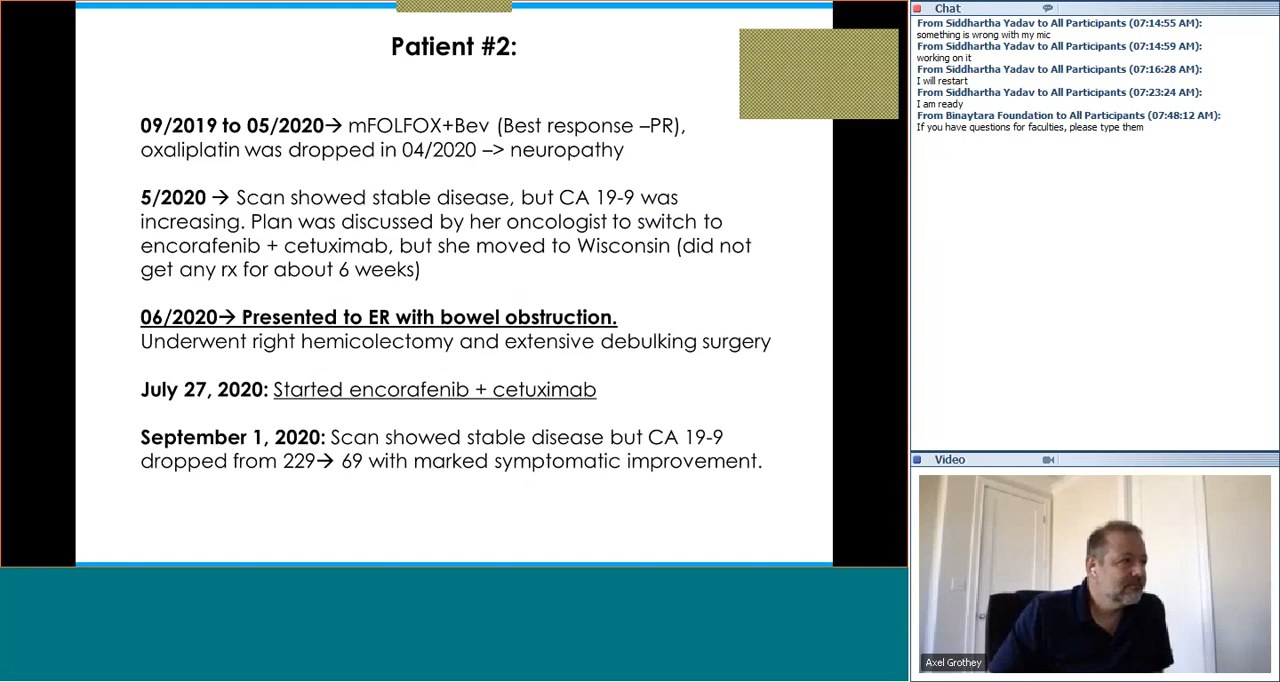 Patient #2:
09/2019 to 05/2020→ mFOLFOX+Bev (Best response –PR),
oxaliplatin was dropped in 04/2020 –> neuropathy
5/2020 → Scan showed stable disease, but CA 19-9 was
increasing. Plan was discussed by her oncologist to switch to
encorafenib + cetuximab, but she moved to Wisconsin (did not
get any rx for about 6 weeks)
06/2020→ Presented to ER with bowel obstruction.
Underwent right hemicolectomy and extensive debulking surgery
July 27, 2020: Started encorafenib + cetuximab
September 1, 2020: Scan showed stable disease but CA 19-9
dropped from 229→ 69 with marked symptomatic improvement.
Chat
From Siddhartha Yadav to All Participants (07:14:55 AM):
something is wrong with my mic
From Siddhartha Yadav to All Participants (07:14:59 AM):
working on it
From Siddhartha Yadav to All Participants (07:16:28 AM):
I will restart
From Siddhartha Yadav to All Participants (07:23:24 AM):
I am ready
From Binaytara Foundation to All Participants (07:48:12 AM):
If you have questions for faculties, please type them
Video
Axel Grothey